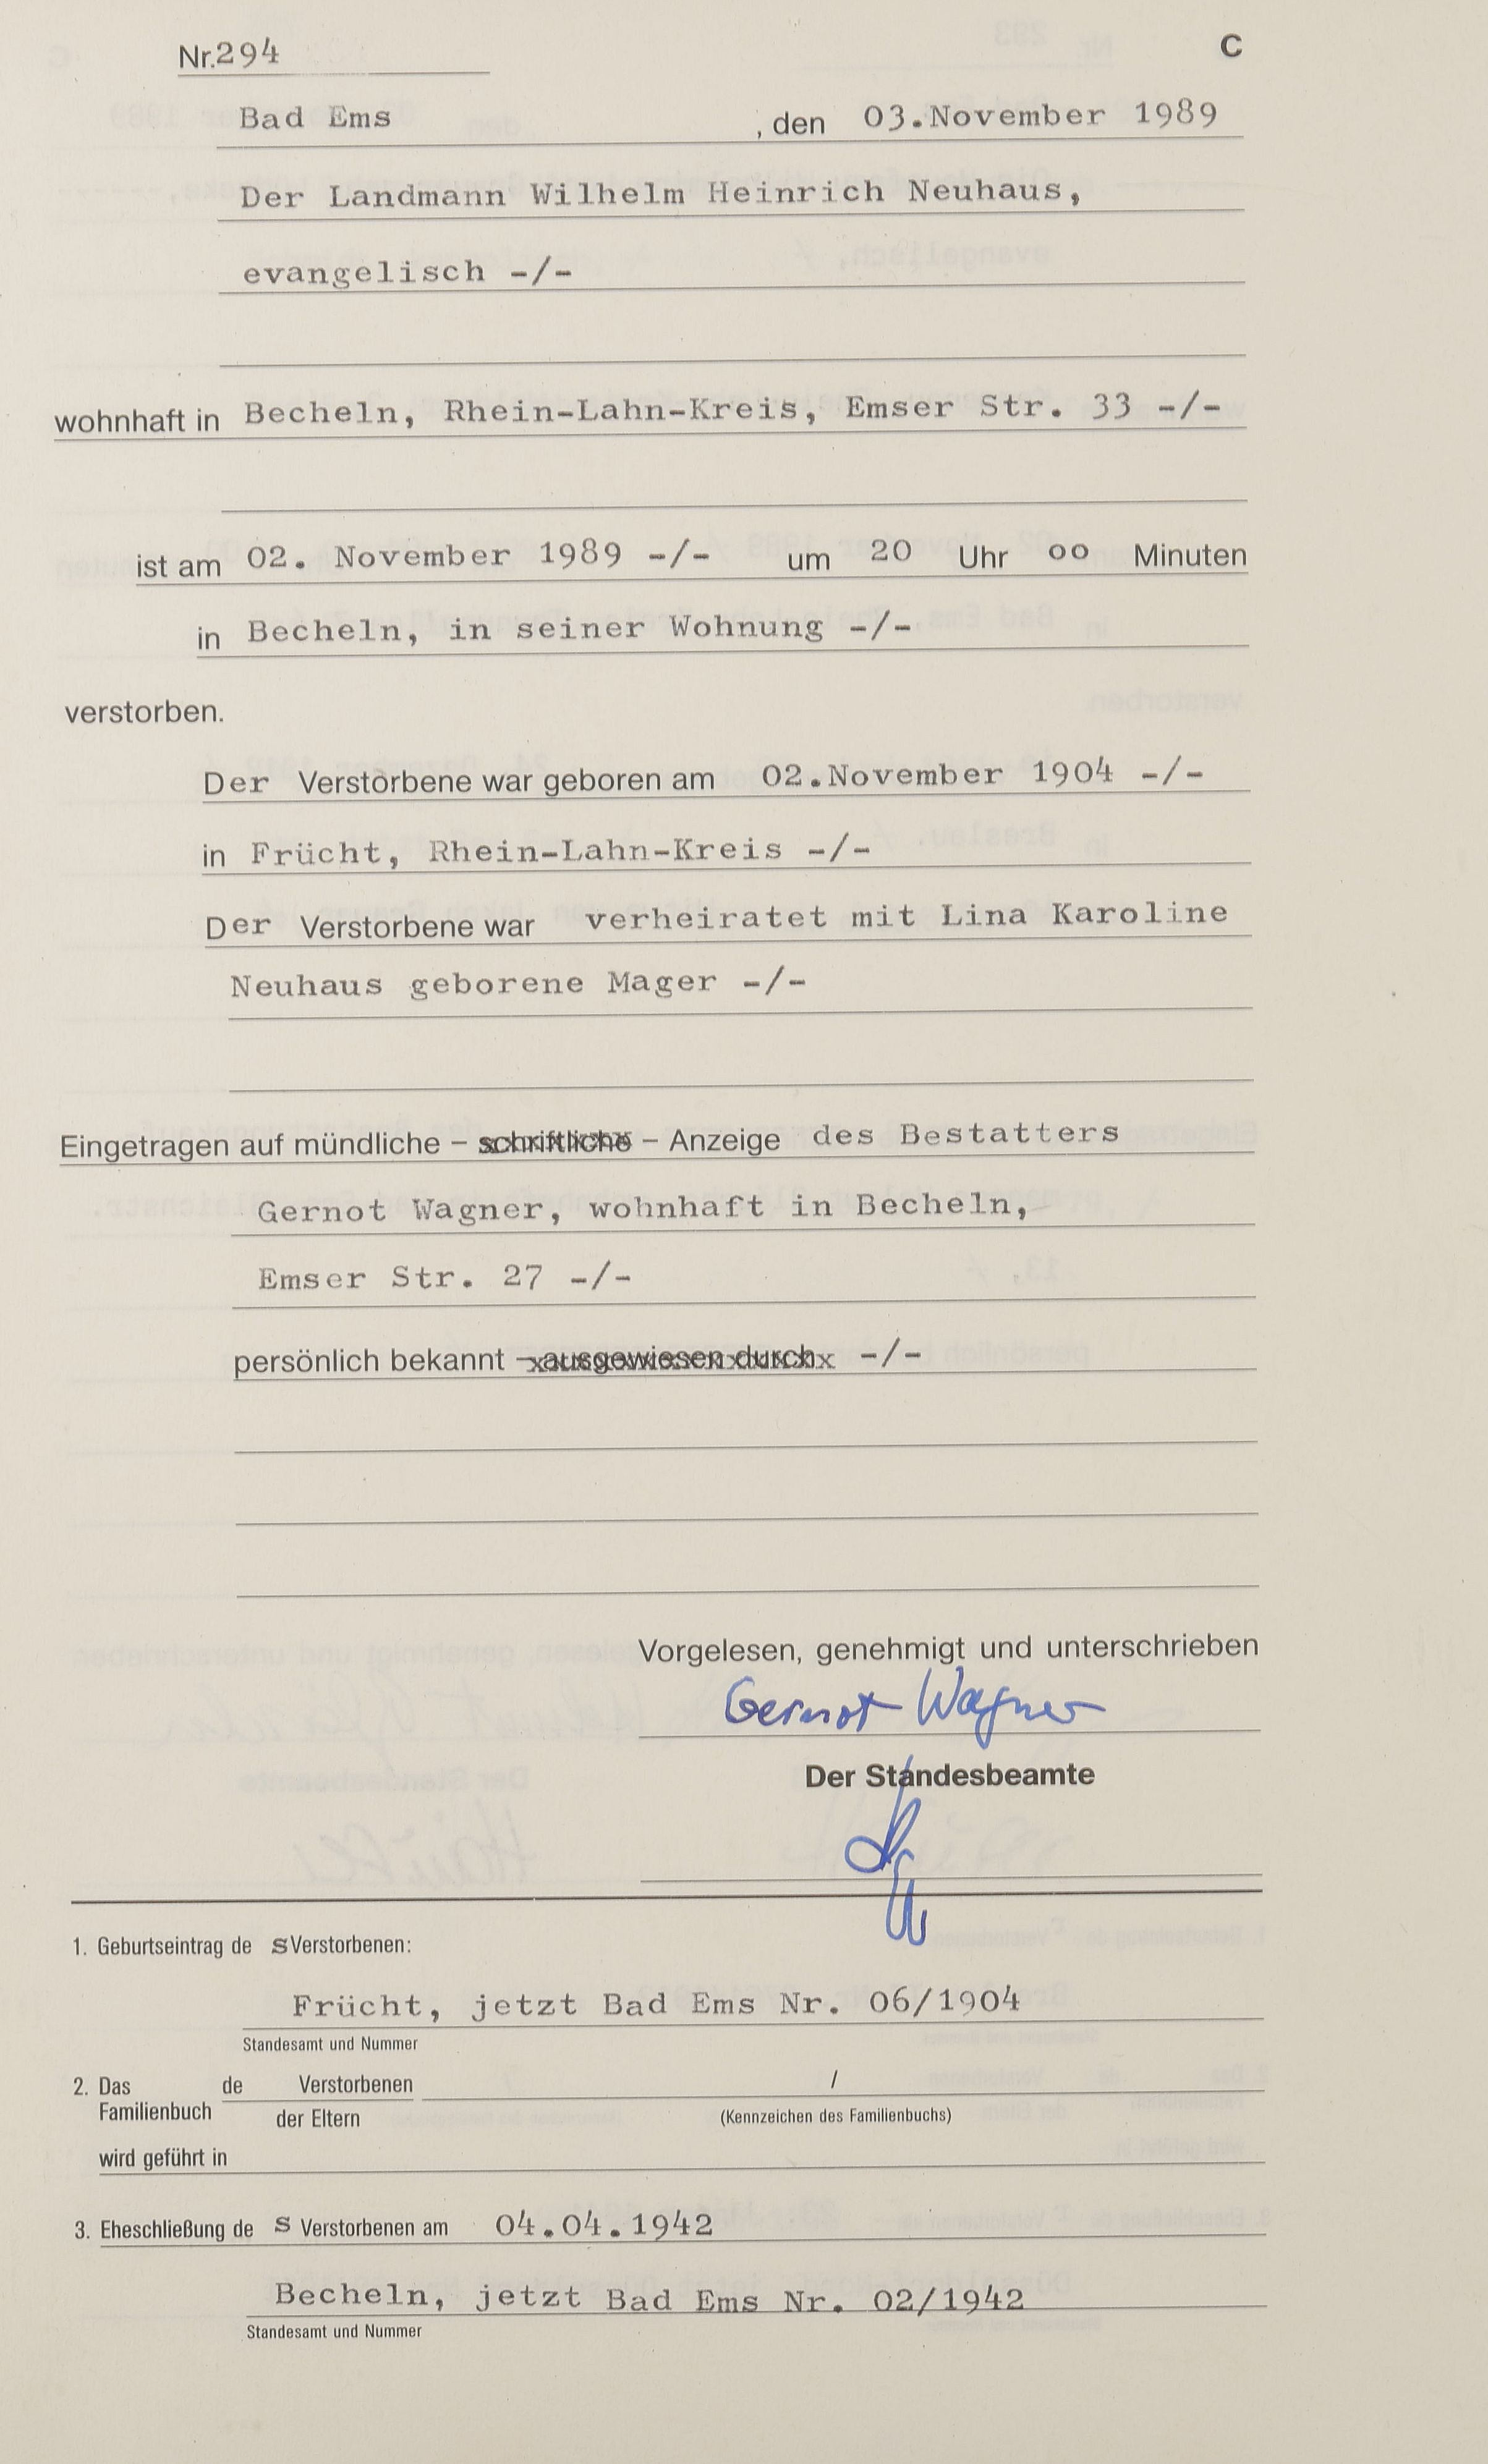 Nr. 294
C
Bad Ems , den 03.November 1989
Der Landmann Wilhelm Heinrich Neuhaus,
evangelisch -/-
wohnhaft in Becheln, Rhein-Lahn-Kreis, Emser Str. 33 -/-
ist am 02. November 1989 -/- um 20 Uhr oo Minuten
in Becheln, in seiner Wohnung -/-
verstorben.
Der Verstorbene war geboren am 02.November 1904 -/-
in Frücht, Rhein-Lahn-Kreis -/-
Der Verstorbene war verheiratet mit Lina Karoline
Neuhaus geborene Mager -/-
Eingetragen auf mündliche – schriftliche – Anzeige des Bestatters
Gernot Wagner, wohnhaft in Becheln,
Emser Str. 27 -/-
persönlich bekannt – ausgewiesen durch -/-
Vorgelesen, genehmigt und unterschrieben
Gernot Wagner
Der Standesbeamte
1. Geburtseintrag de s Verstorbenen:
Frücht, jetzt Bad Ems Nr. 06/1904
Standesamt und Nummer
2. Das de Verstorbenen /
Familienbuch der Eltern (Kennzeichen des Familienbuchs)
wird geführt in
3. Eheschließung de s Verstorbenen am 04.04.1942
Becheln, jetzt Bad Ems Nr. 02/1942
Standesamt und Nummer